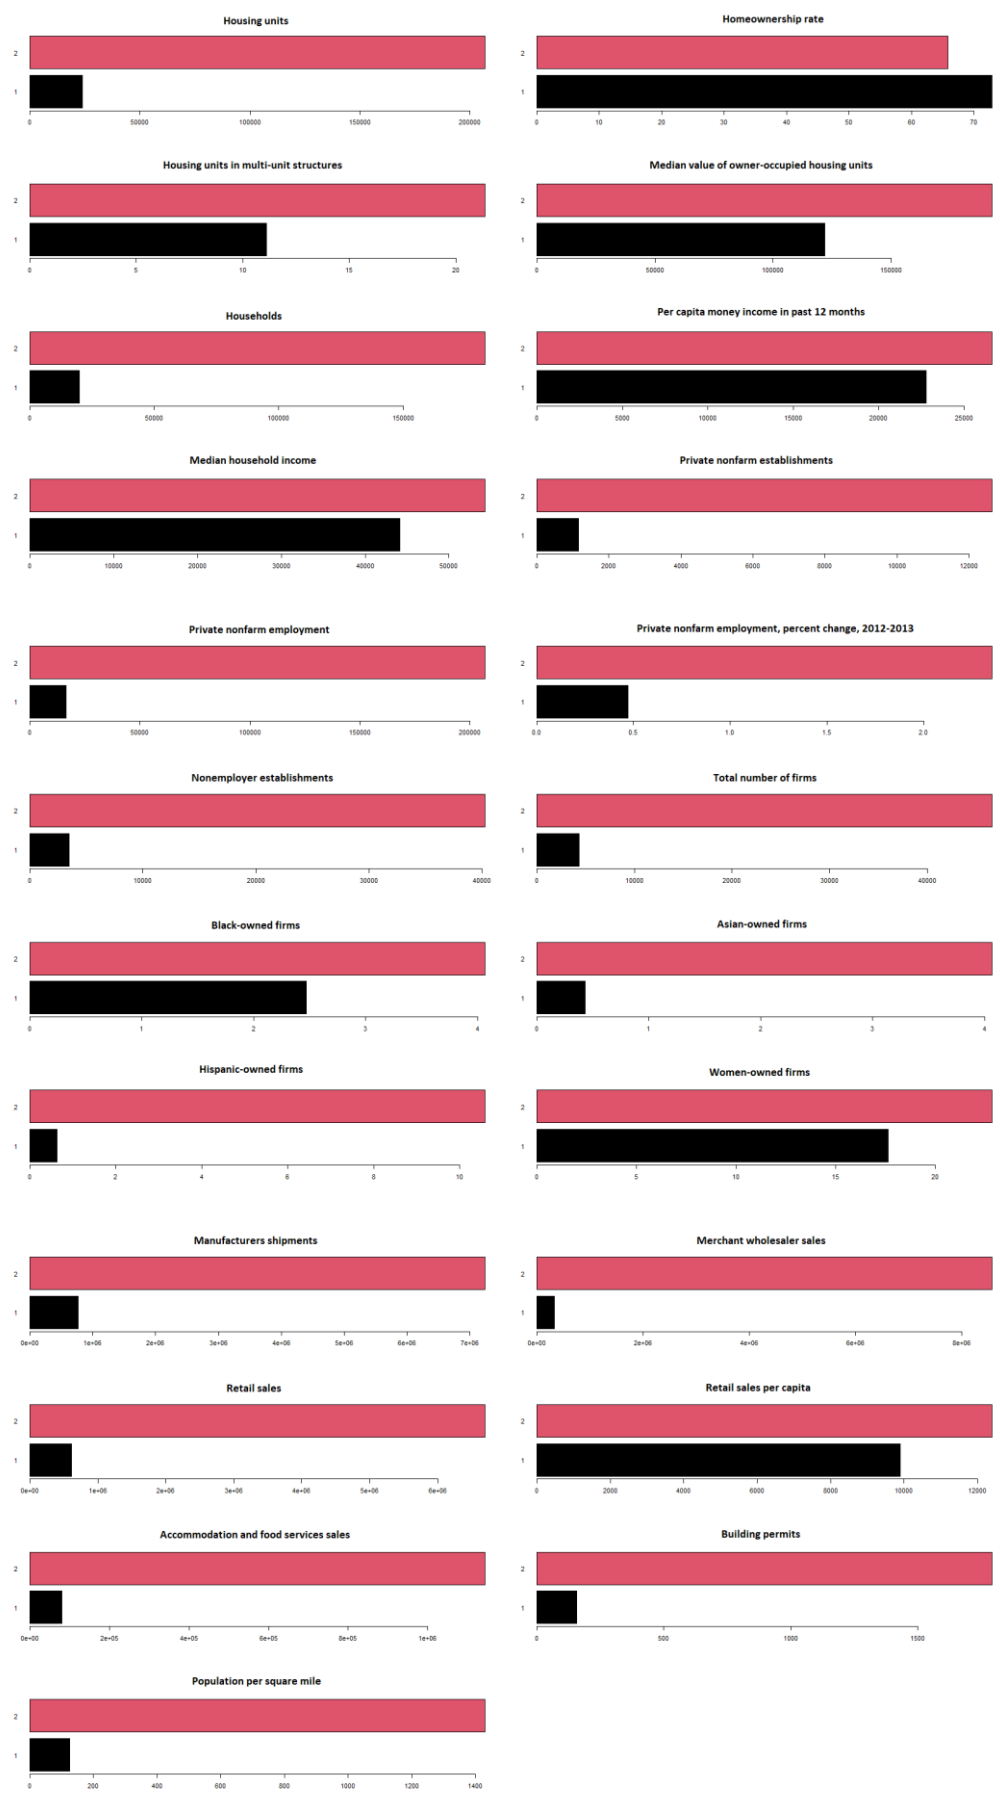 Housing units
2
1
0 50000 100000 150000 200000
Homeownership rate
2
1
0 10 20 30 40 50 60 70
Housing units in multi-unit structures
2
1
0 5 10 15 20
Median value of owner-occupied housing units
2
1
0 50000 100000 150000
Households
2
1
0 50000 100000 150000
Per capita money income in past 12 months
2
1
0 5000 10000 15000 20000 25000
Median household income
2
1
0 10000 20000 30000 40000 50000
Private nonfarm establishments
2
1
0 2000 4000 6000 8000 10000 12000
Private nonfarm employment
2
1
0 50000 100000 150000 200000
Private nonfarm employment, percent change, 2012-2013
2
1
0.0 0.5 1.0 1.5 2.0
Nonemployer establishments
2
1
0 10000 20000 30000 40000
Total number of firms
2
1
0 10000 20000 30000 40000
Black-owned firms
2
1
0 1 2 3 4
Asian-owned firms
2
1
0 1 2 3 4
Hispanic-owned firms
2
1
0 2 4 6 8 10
Women-owned firms
2
1
0 5 10 15 20
Manufacturers shipments
2
1
0e+00 1e+06 2e+06 3e+06 4e+06 5e+06 6e+06 7e+06
Merchant wholesaler sales
2
1
0e+00 2e+06 4e+06 6e+06 8e+06
Retail sales
2
1
0e+00 1e+06 2e+06 3e+06 4e+06 5e+06 6e+06
Retail sales per capita
2
1
0 2000 4000 6000 8000 10000 12000
Accommodation and food services sales
2
1
0e+00 2e+05 4e+05 6e+05 8e+05 1e+06
Building permits
2
1
0 500 1000 1500
Population per square mile
2
1
0 200 400 600 800 1000 1200 1400